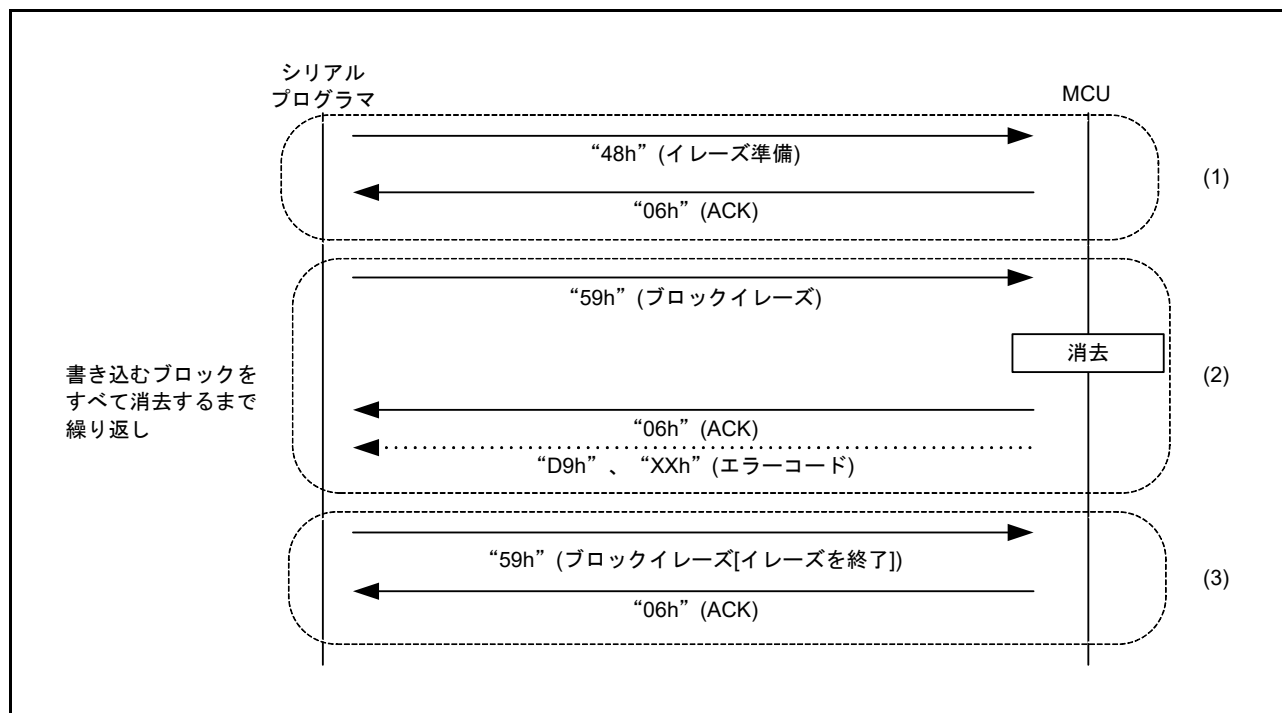 シリアル
プログラマ
MCU
“48h” (イレーズ準備)
(1)
“06h” (ACK)
“59h” (ブロックイレーズ)
消去
(2)
書き込むブロックを
すべて消去するまで
繰り返し
“06h” (ACK)
“D9h” 、 “XXh” (エラーコード)
“59h” (ブロックイレーズ[イレーズを終了])
(3)
“06h” (ACK)